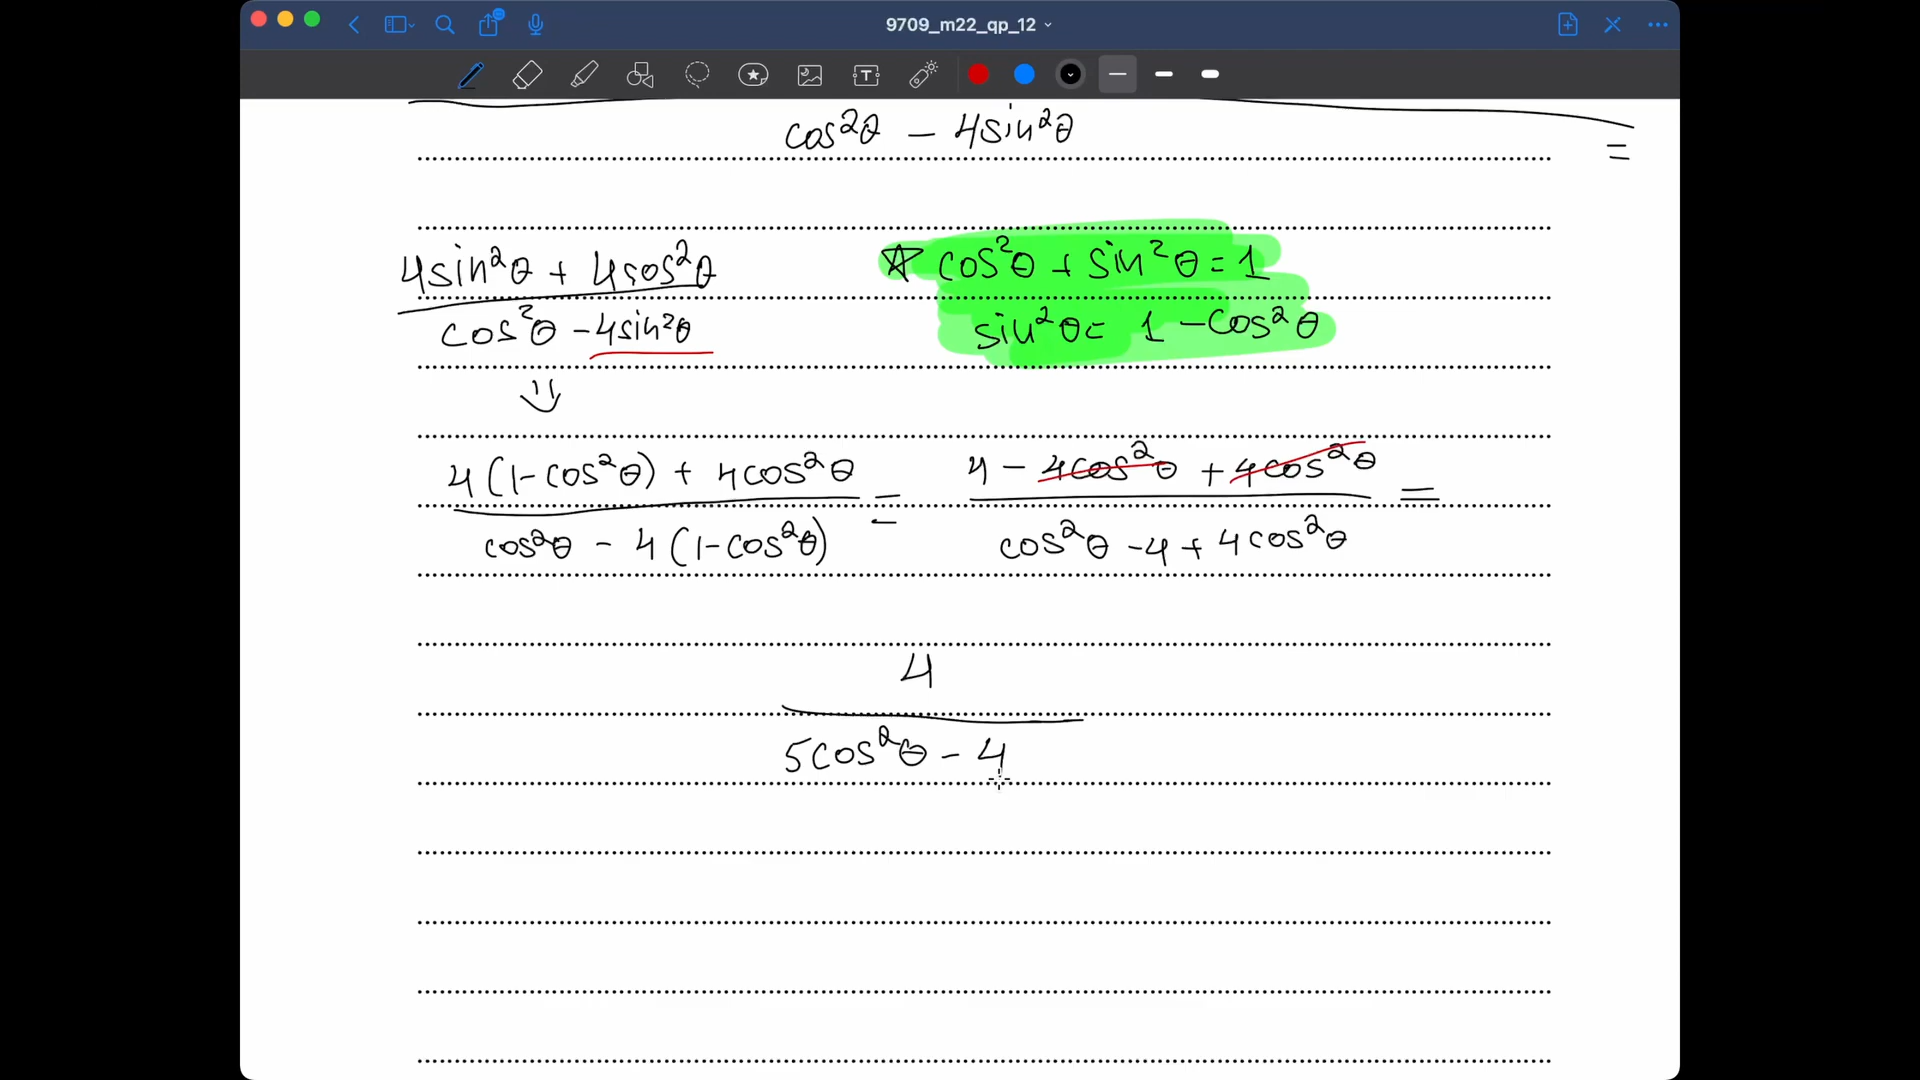 9709_m22_qp_12
cos²θ - 4sin²θ
=
4sin²θ + 4cos²θ
cos²θ - 4sin²θ
☆ cos²θ + sin²θ = 1
sin²θ = 1 - cos²θ
4(1-cos²θ) + 4cos²θ
cos²θ - 4(1-cos²θ)
=
4 - 4cos²θ + 4cos²θ
cos²θ - 4 + 4cos²θ
=
4
5cos²θ - 4